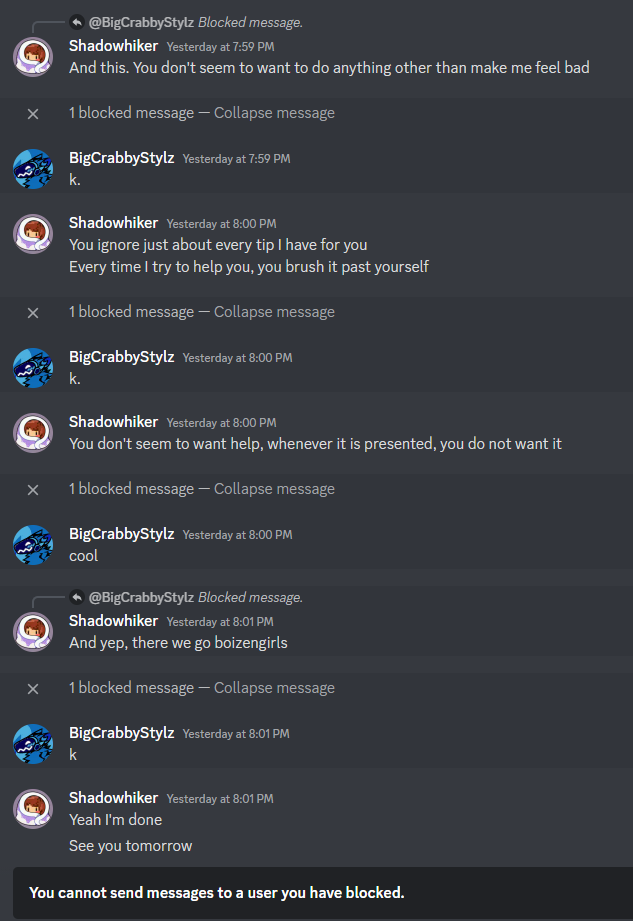 @BigCrabbyStylz Blocked message.
Shadowhiker Yesterday at 7:59 PM
And this. You don't seem to want to do anything other than make me feel bad
1 blocked message — Collapse message
BigCrabbyStylz Yesterday at 7:59 PM
k.
Shadowhiker Yesterday at 8:00 PM
You ignore just about every tip I have for you
Every time I try to help you, you brush it past yourself
1 blocked message — Collapse message
BigCrabbyStylz Yesterday at 8:00 PM
k.
Shadowhiker Yesterday at 8:00 PM
You don't seem to want help, whenever it is presented, you do not want it
1 blocked message — Collapse message
BigCrabbyStylz Yesterday at 8:00 PM
cool
@BigCrabbyStylz Blocked message.
Shadowhiker Yesterday at 8:01 PM
And yep, there we go boizengirls
1 blocked message — Collapse message
BigCrabbyStylz Yesterday at 8:01 PM
k
Shadowhiker Yesterday at 8:01 PM
Yeah I'm done
See you tomorrow
You cannot send messages to a user you have blocked.